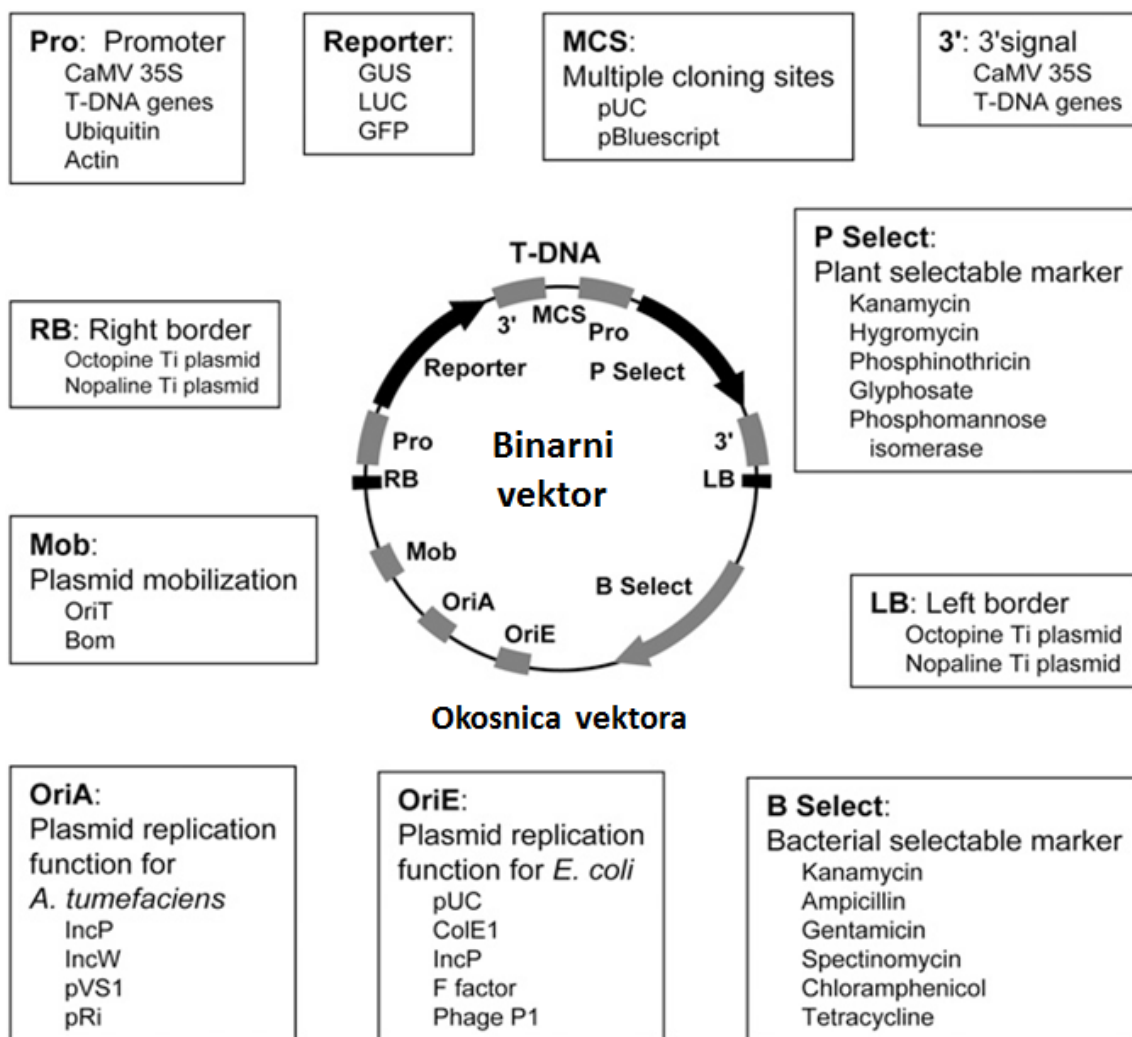 Pro: Promoter
CaMV 35S
T-DNA genes
Ubiquitin
Actin
Reporter:
GUS
LUC
GFP
MCS:
Multiple cloning sites
pUC
pBluescript
3': 3'signal
CaMV 35S
T-DNA genes
P Select:
Plant selectable marker
Kanamycin
Hygromycin
Phosphinothricin
Glyphosate
Phosphomannose
isomerase
RB: Right border
Octopine Ti plasmid
Nopaline Ti plasmid
T-DNA
3'
MCS
Pro
Reporter
P Select
Pro
3'
Binarni
vektor
RB
LB
Mob
B Select
OriA
OriE
Okosnica vektora
Mob:
Plasmid mobilization
OriT
Bom
LB: Left border
Octopine Ti plasmid
Nopaline Ti plasmid
OriA:
Plasmid replication
function for
A. tumefaciens
IncP
IncW
pVS1
pRi
OriE:
Plasmid replication
function for E. coli
pUC
ColE1
IncP
F factor
Phage P1
B Select:
Bacterial selectable marker
Kanamycin
Ampicillin
Gentamicin
Spectinomycin
Chloramphenicol
Tetracycline